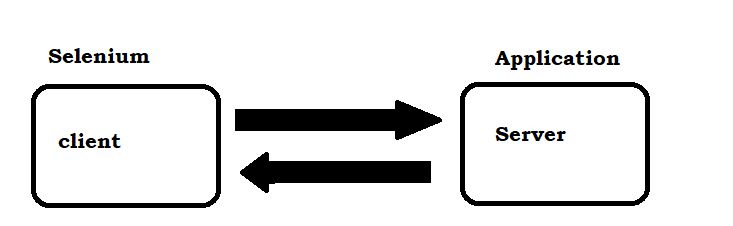 Selenium
Application
client
Server